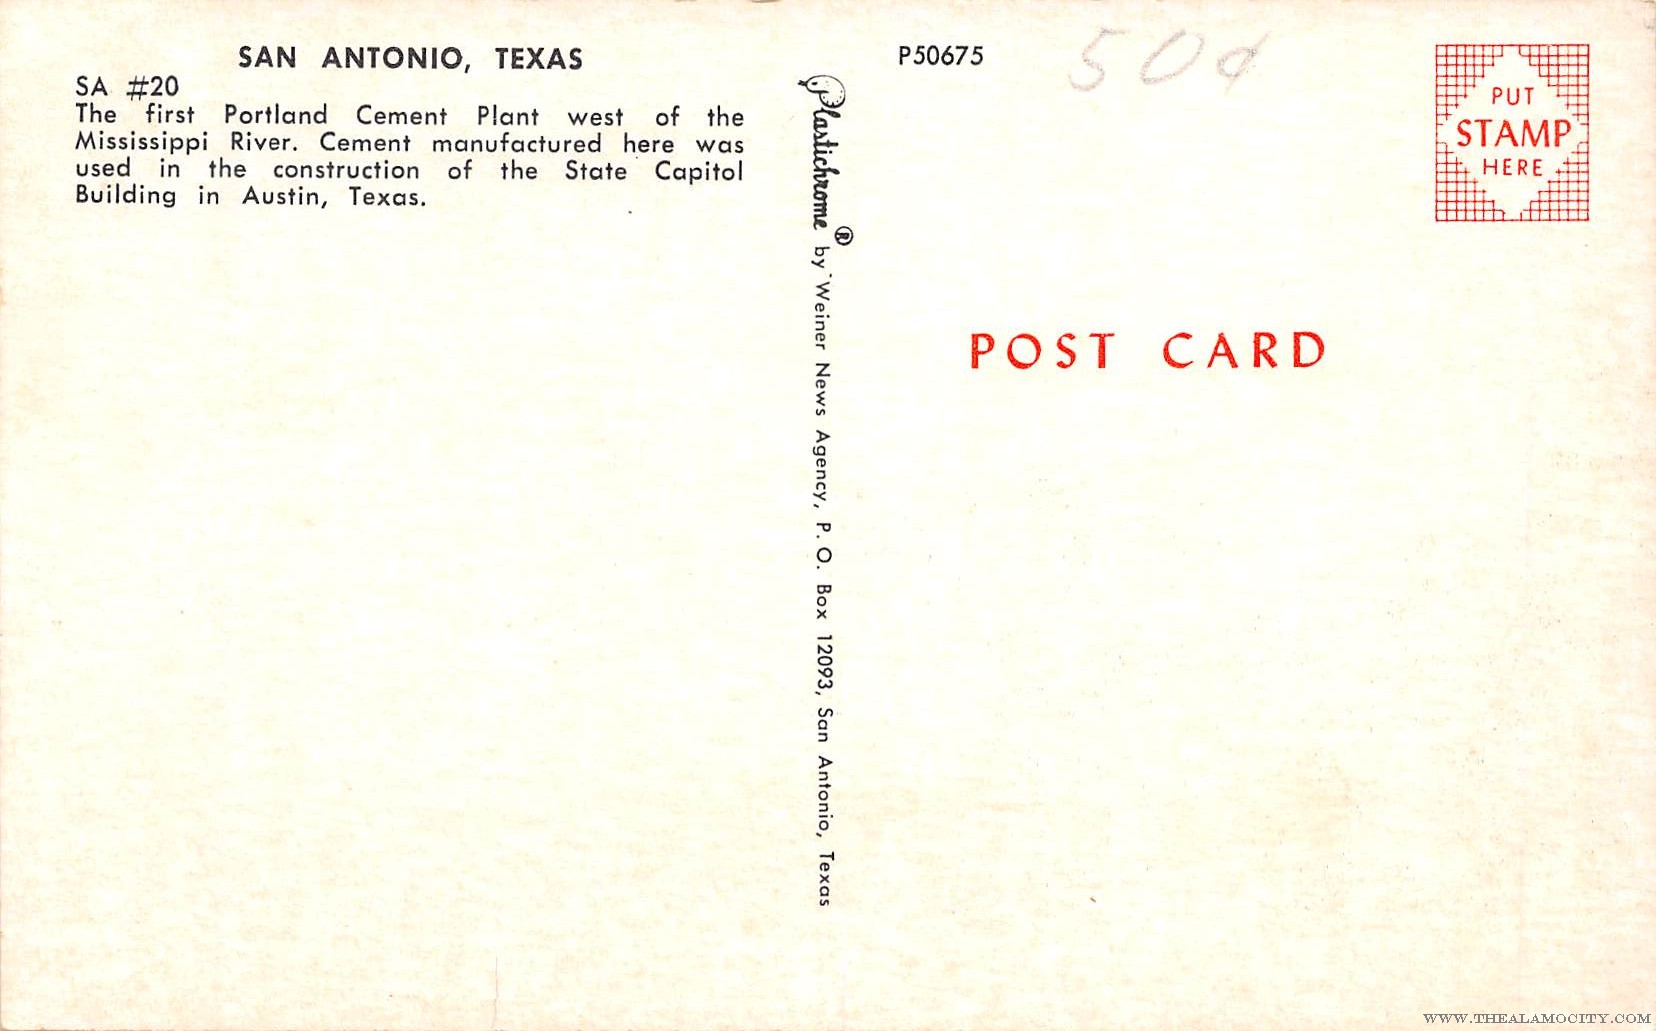 SAN ANTONIO, TEXAS
SA #20
The first Portland Cement Plant west of the
Mississippi River. Cement manufactured here was
used in the construction of the State Capitol
Building in Austin, Texas.
Plastichrome ® by Weiner News Agency, P. O. Box 12093, San Antonio, Texas
P50675
50¢
PUT
STAMP
HERE
POST CARD
WWW.THEALAMOCITY.COM